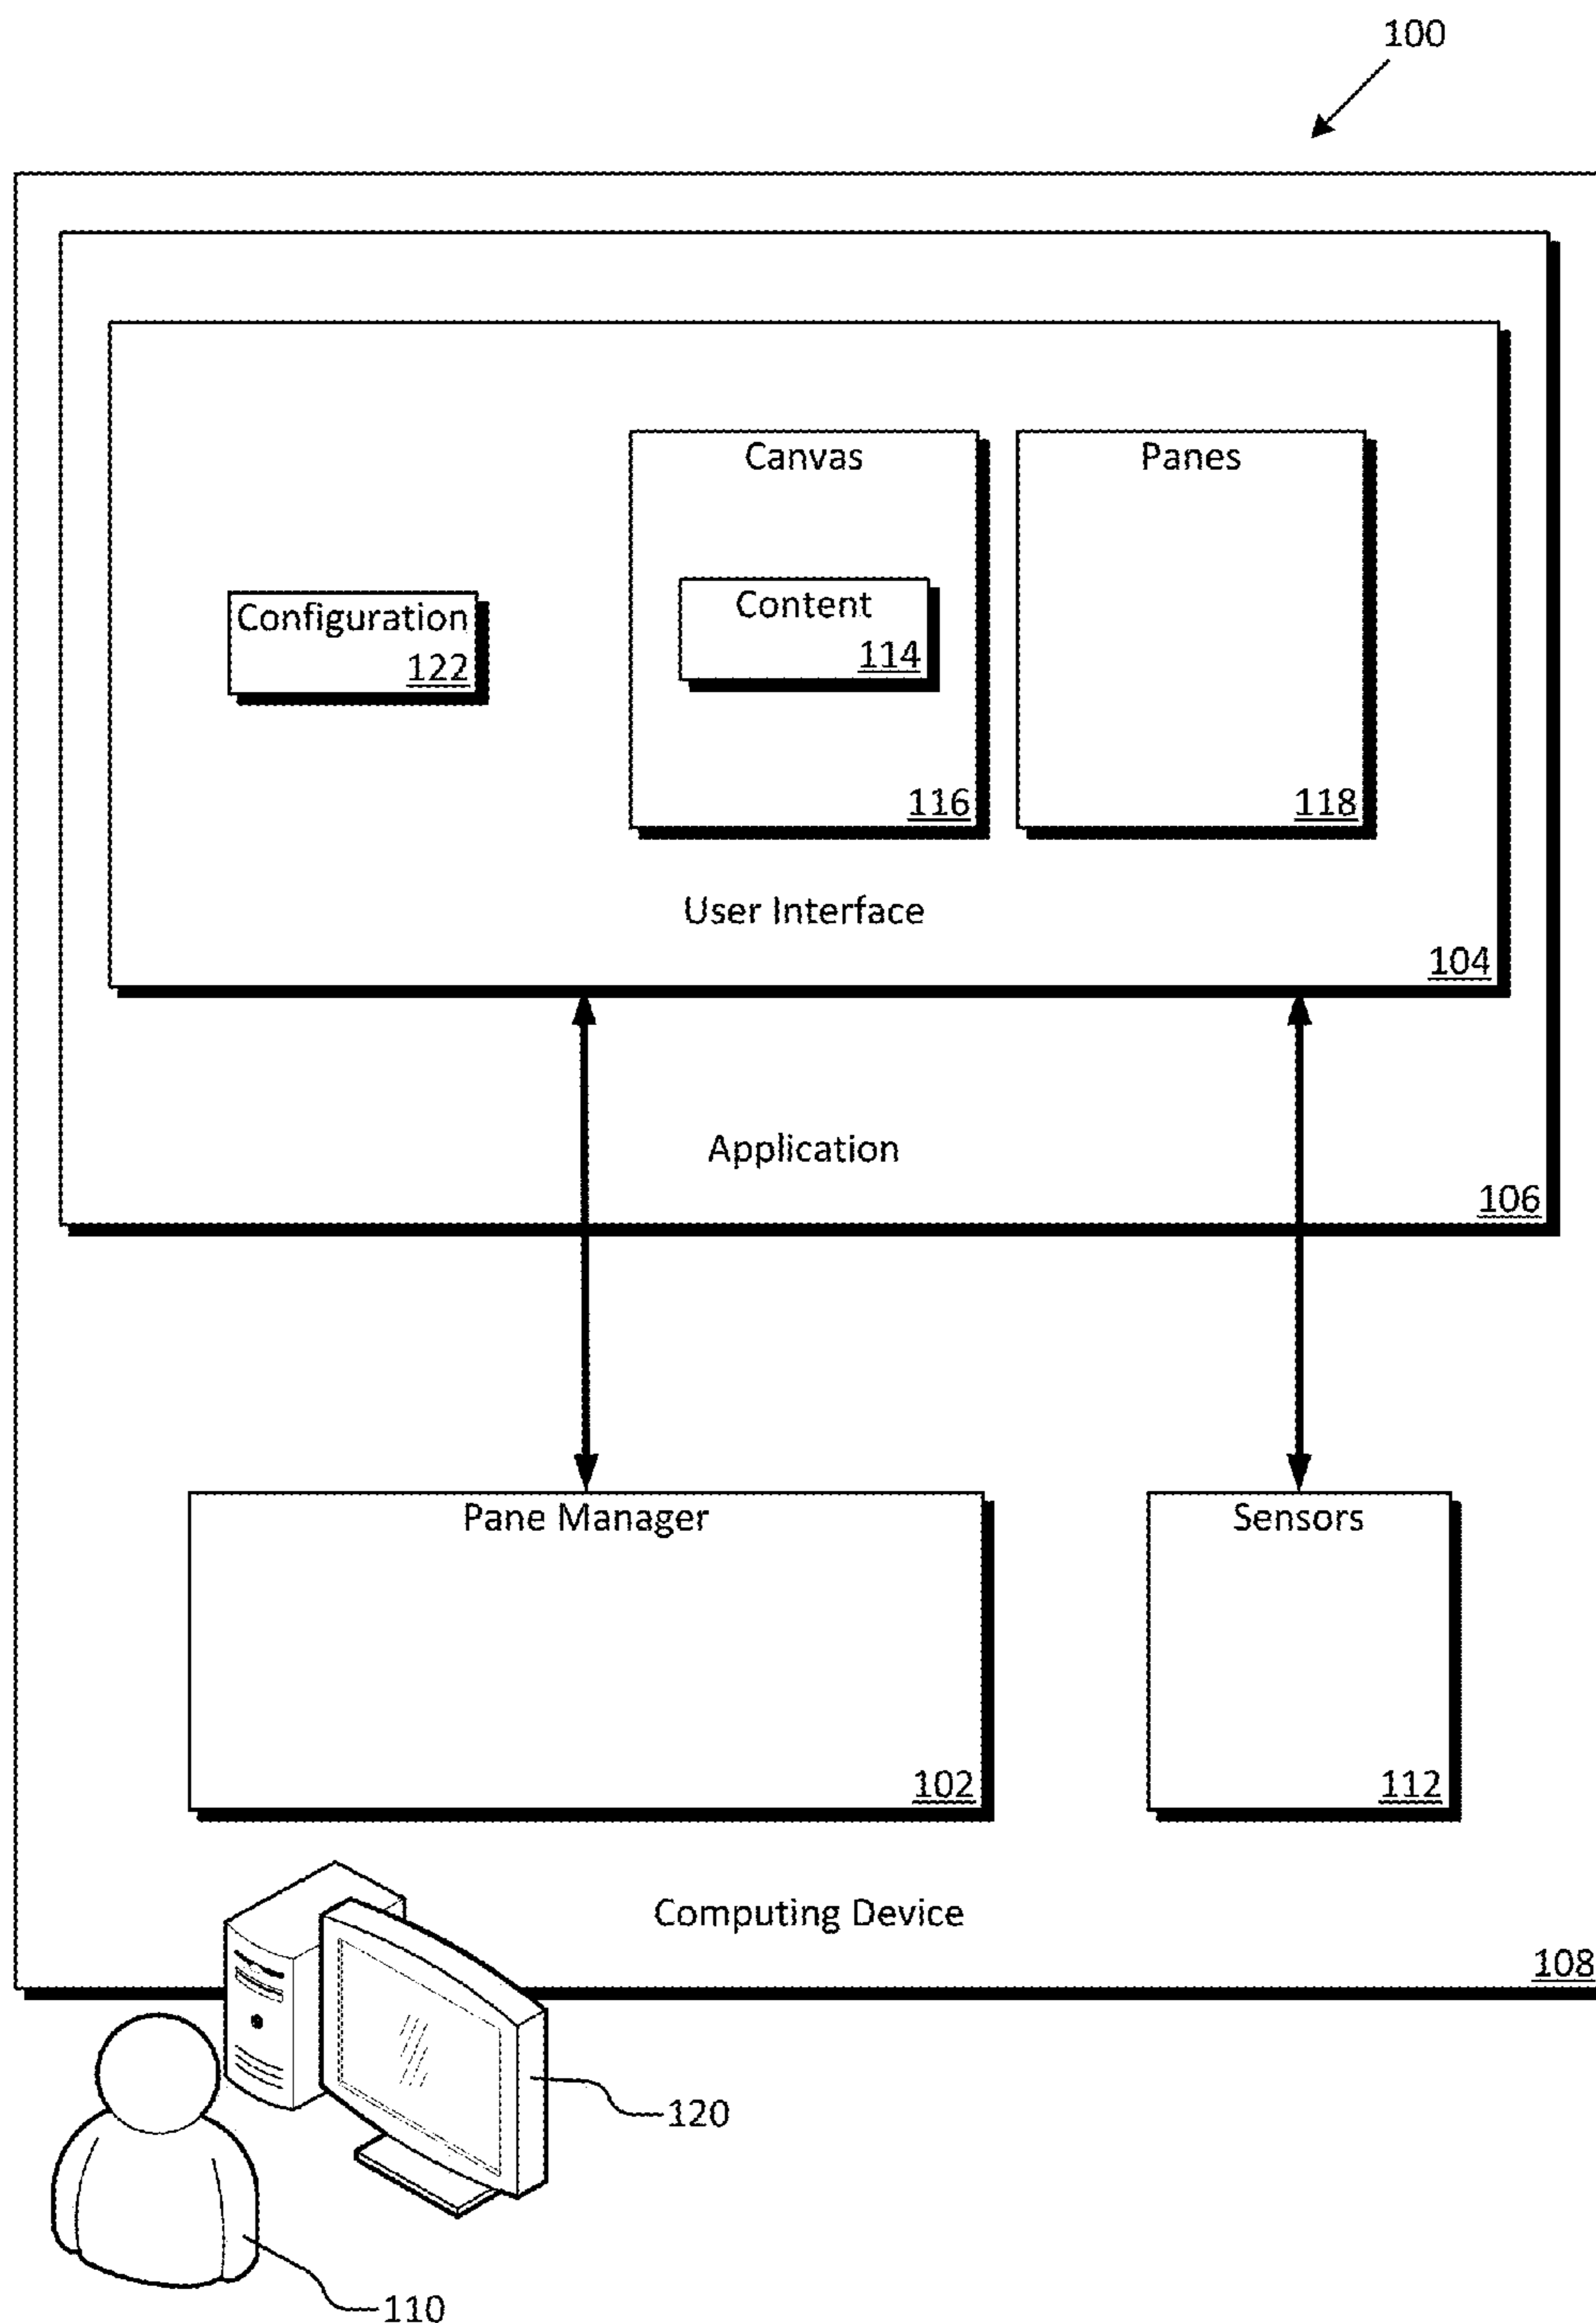 100
Canvas
Panes
Configuration
122
Content
114
116
118
User Interface
104
Application
106
Pane Manager
102
Sensors
112
Computing Device
108
120
110